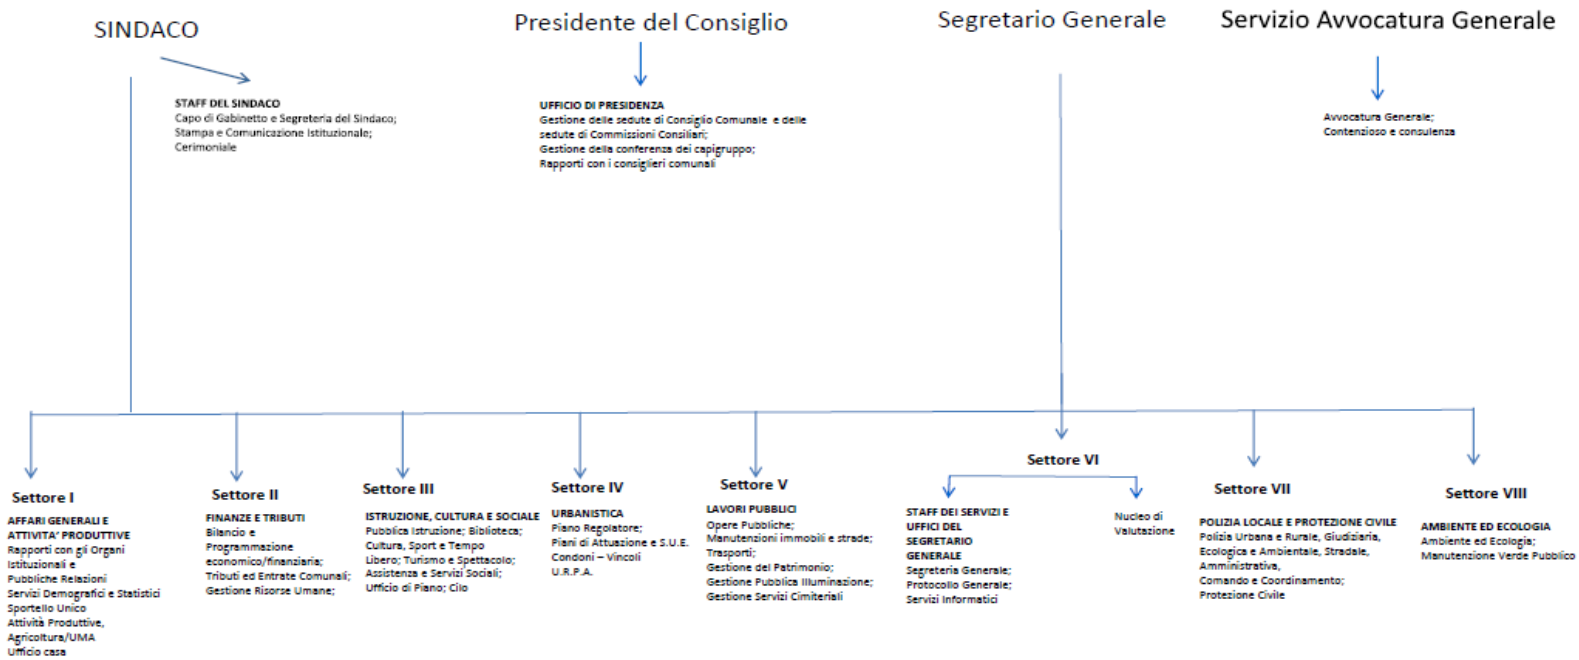 SINDACO
STAFF DEL SINDACO
Capo di Gabinetto e Segreteria del Sindaco;
Stampa e Comunicazione Istituzionale;
Cerimoniale
Presidente del Consiglio
UFFICIO DI PRESIDENZA
Gestione delle sedute di Consiglio Comunale e delle
sedute di Commissioni Consiliari;
Gestione della conferenza dei capigruppo;
Rapporti con i consiglieri comunali
Segretario Generale
Servizio Avvocatura Generale
Avvocatura Generale;
Contenzioso e consulenza
Settore I
AFFARI GENERALI E
ATTIVITA' PRODUTTIVE
Rapporti con gli Organi
Istituzionali e
Pubbliche Relazioni
Servizi Demografici e Statistici
Sportello Unico
Attività Produttive,
Agricoltura/UMA
Ufficio casa
Settore II
FINANZE E TRIBUTI
Bilancio e
Programmazione
economico/finanziaria;
Tributi ed Entrate Comunali;
Gestione Risorse Umane;
Settore III
ISTRUZIONE, CULTURA E SOCIALE
Pubblica Istruzione; Biblioteca;
Cultura, Sport e Tempo
Libero; Turismo e Spettacolo;
Assistenza e Servizi Sociali;
Ufficio di Piano; Cilo
Settore IV
URBANISTICA
Piano Regolatore;
Piani di Attuazione e S.U.E.
Condoni – Vincoli
U.R.P.A.
Settore V
LAVORI PUBBLICI
Opere Pubbliche;
Manutenzioni immobili e strade;
Trasporti;
Gestione del Patrimonio;
Gestione Pubblica Illuminazione;
Gestione Servizi Cimiteriali
Settore VI
STAFF DEI SERVIZI E
UFFICI DEL
SEGRETARIO
GENERALE
Segreteria Generale;
Protocollo Generale;
Servizi Informatici
Nucleo di
Valutazione
Settore VII
POLIZIA LOCALE E PROTEZIONE CIVILE
Polizia Urbana e Rurale, Giudiziaria,
Ecologica e Ambientale, Stradale,
Amministrativa,
Comando e Coordinamento;
Protezione Civile
Settore VIII
AMBIENTE ED ECOLOGIA
Ambiente ed Ecologia;
Manutenzione Verde Pubblico